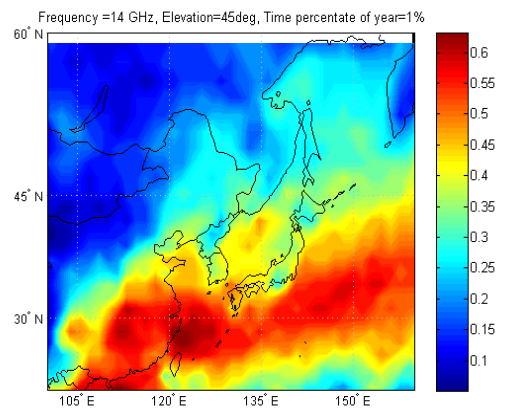 Frequency =14 GHz, Elevation=45deg, Time percentate of year=1%
60° N
45° N
30° N
105° E
120° E
135° E
150° E
0.6
0.55
0.5
0.45
0.4
0.35
0.3
0.25
0.2
0.15
0.1